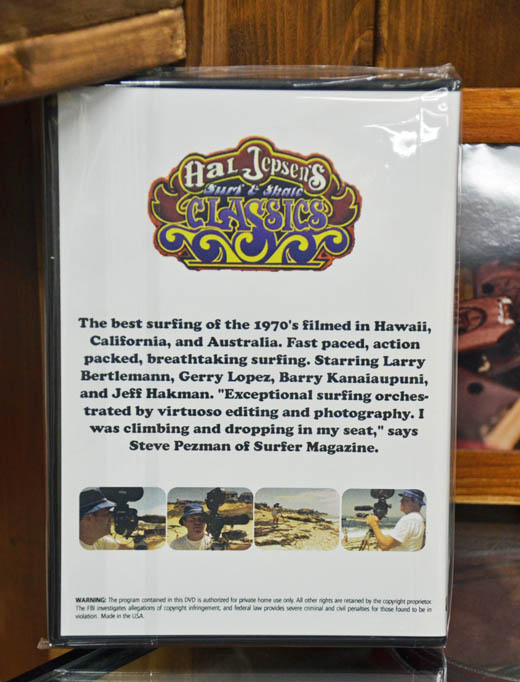 Hal Jepsen's
Surf & Skate
CLASSICS
The best surfing of the 1970's filmed in Hawaii,
California, and Australia. Fast paced, action
packed, breathtaking surfing. Starring Larry
Bertlemann, Gerry Lopez, Barry Kanaiaupuni,
and Jeff Hakman. "Exceptional surfing orches-
trated by virtuoso editing and photography. I
was climbing and dropping in my seat," says
Steve Pezman of Surfer Magazine.
WARNING: The program contained in this DVD is authorized for private home use only. All other rights are retained by the copyright proprietor.
The FBI investigates allegations of copyright infringement, and federal law provides severe criminal and civil penalties for those found to be in
violation. Made in the USA.